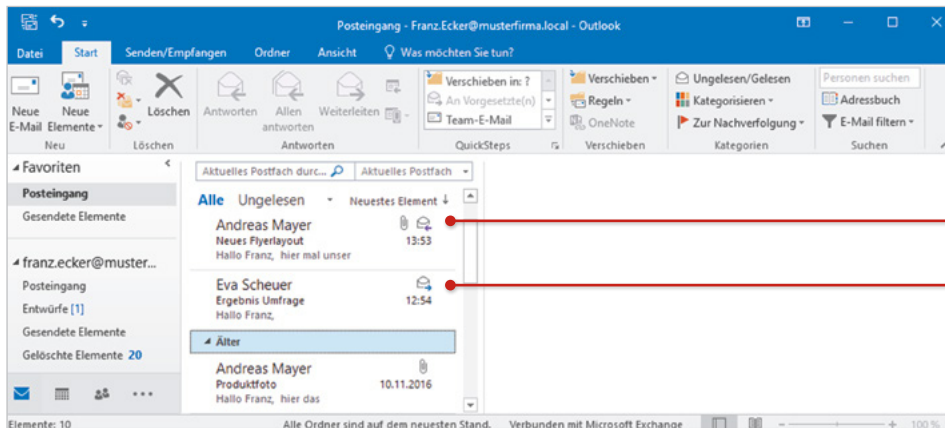 Posteingang - Franz.Ecker@musterfirma.local - Outlook
Datei Start Senden/Empfangen Ordner Ansicht Was möchten Sie tun?
Neue E-Mail
Neue Elemente
Löschen
Antworten
Allen antworten
Weiterleiten
Verschieben in: ?
An Vorgesetzte(n)
Team-E-Mail
Verschieben
Regeln
OneNote
Ungelesen/Gelesen
Kategorisieren
Zur Nachverfolgung
Personen suchen
Adressbuch
E-Mail filtern
Neu Löschen Antworten QuickSteps Verschieben Kategorien Suchen
Favoriten
Posteingang
Gesendete Elemente
franz.ecker@muster...
Posteingang
Entwürfe [1]
Gesendete Elemente
Gelöschte Elemente 20
Aktuelles Postfach durc... Aktuelles Postfach
Alle Ungelesen Neuestes Element ↓
Andreas Mayer
Neues Flyerlayout 13:53
Hallo Franz, hier mal unser
Eva Scheuer
Ergebnis Umfrage 12:54
Hallo Franz,
Älter
Andreas Mayer
Produktfoto 10.11.2016
Hallo Franz, hier das
Elemente: 10 Alle Ordner sind auf dem neuesten Stand. Verbunden mit Microsoft Exchange 100 %